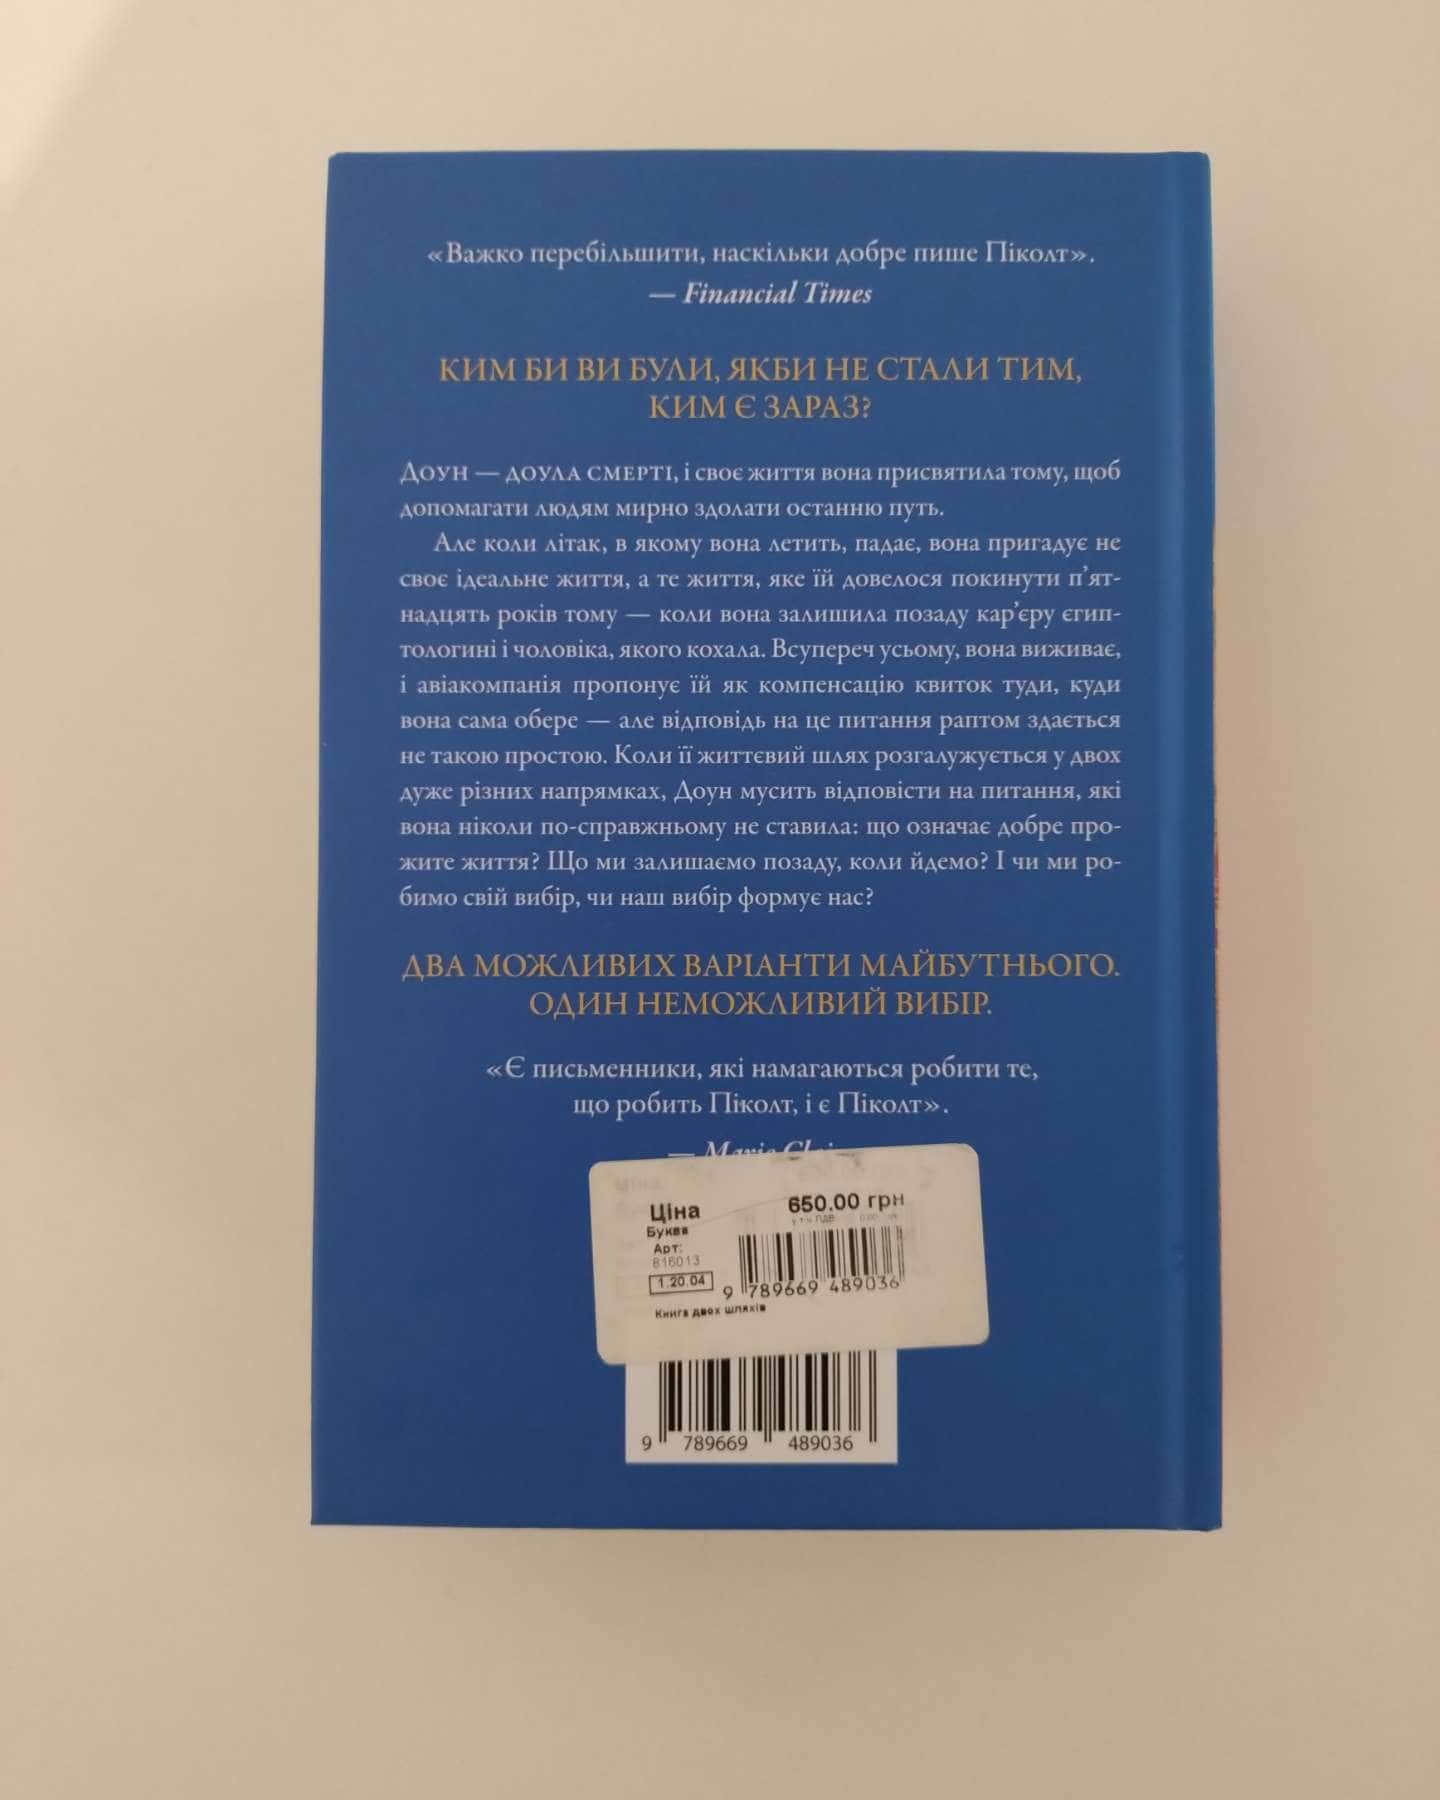 «Важко перебільшити, наскільки добре пише Піколт».
— Financial Times
КИМ БИ ВИ БУЛИ, ЯКБИ НЕ СТАЛИ ТИМ,
КИМ Є ЗАРАЗ?
Доун — доула смерті, і своє життя вона присвятила тому, щоб
допомагати людям мирно здолати останню путь.
Але коли літак, в якому вона летить, падає, вона пригадує не
своє ідеальне життя, а те життя, яке їй довелося покинути п’ят-
надцять років тому — коли вона залишила позаду кар’єру єгип-
тологині і чоловіка, якого кохала. Всупереч усьому, вона виживає,
і авіакомпанія пропонує їй як компенсацію квиток туди, куди
вона сама обере — але відповідь на це питання раптом здається
не такою простою. Коли її життєвий шлях розгалужується у двох
дуже різних напрямках, Доун мусить відповісти на питання, які
вона ніколи по-справжньому не ставила: що означає добре про-
жите життя? Що ми залишаємо позаду, коли йдемо? І чи ми ро-
бимо свій вибір, чи наш вибір формує нас?
ДВА МОЖЛИВИХ ВАРІАНТИ МАЙБУТНЬОГО.
ОДИН НЕМОЖЛИВИЙ ВИБІР.
«Є письменники, які намагаються робити те,
що робить Піколт, і є Піколт».
— Marie
Ціна 650.00 грн
Буква
Арт:
816013
1.20.04
9 789669 489036
Книга двох шляхів
9 789669 489036